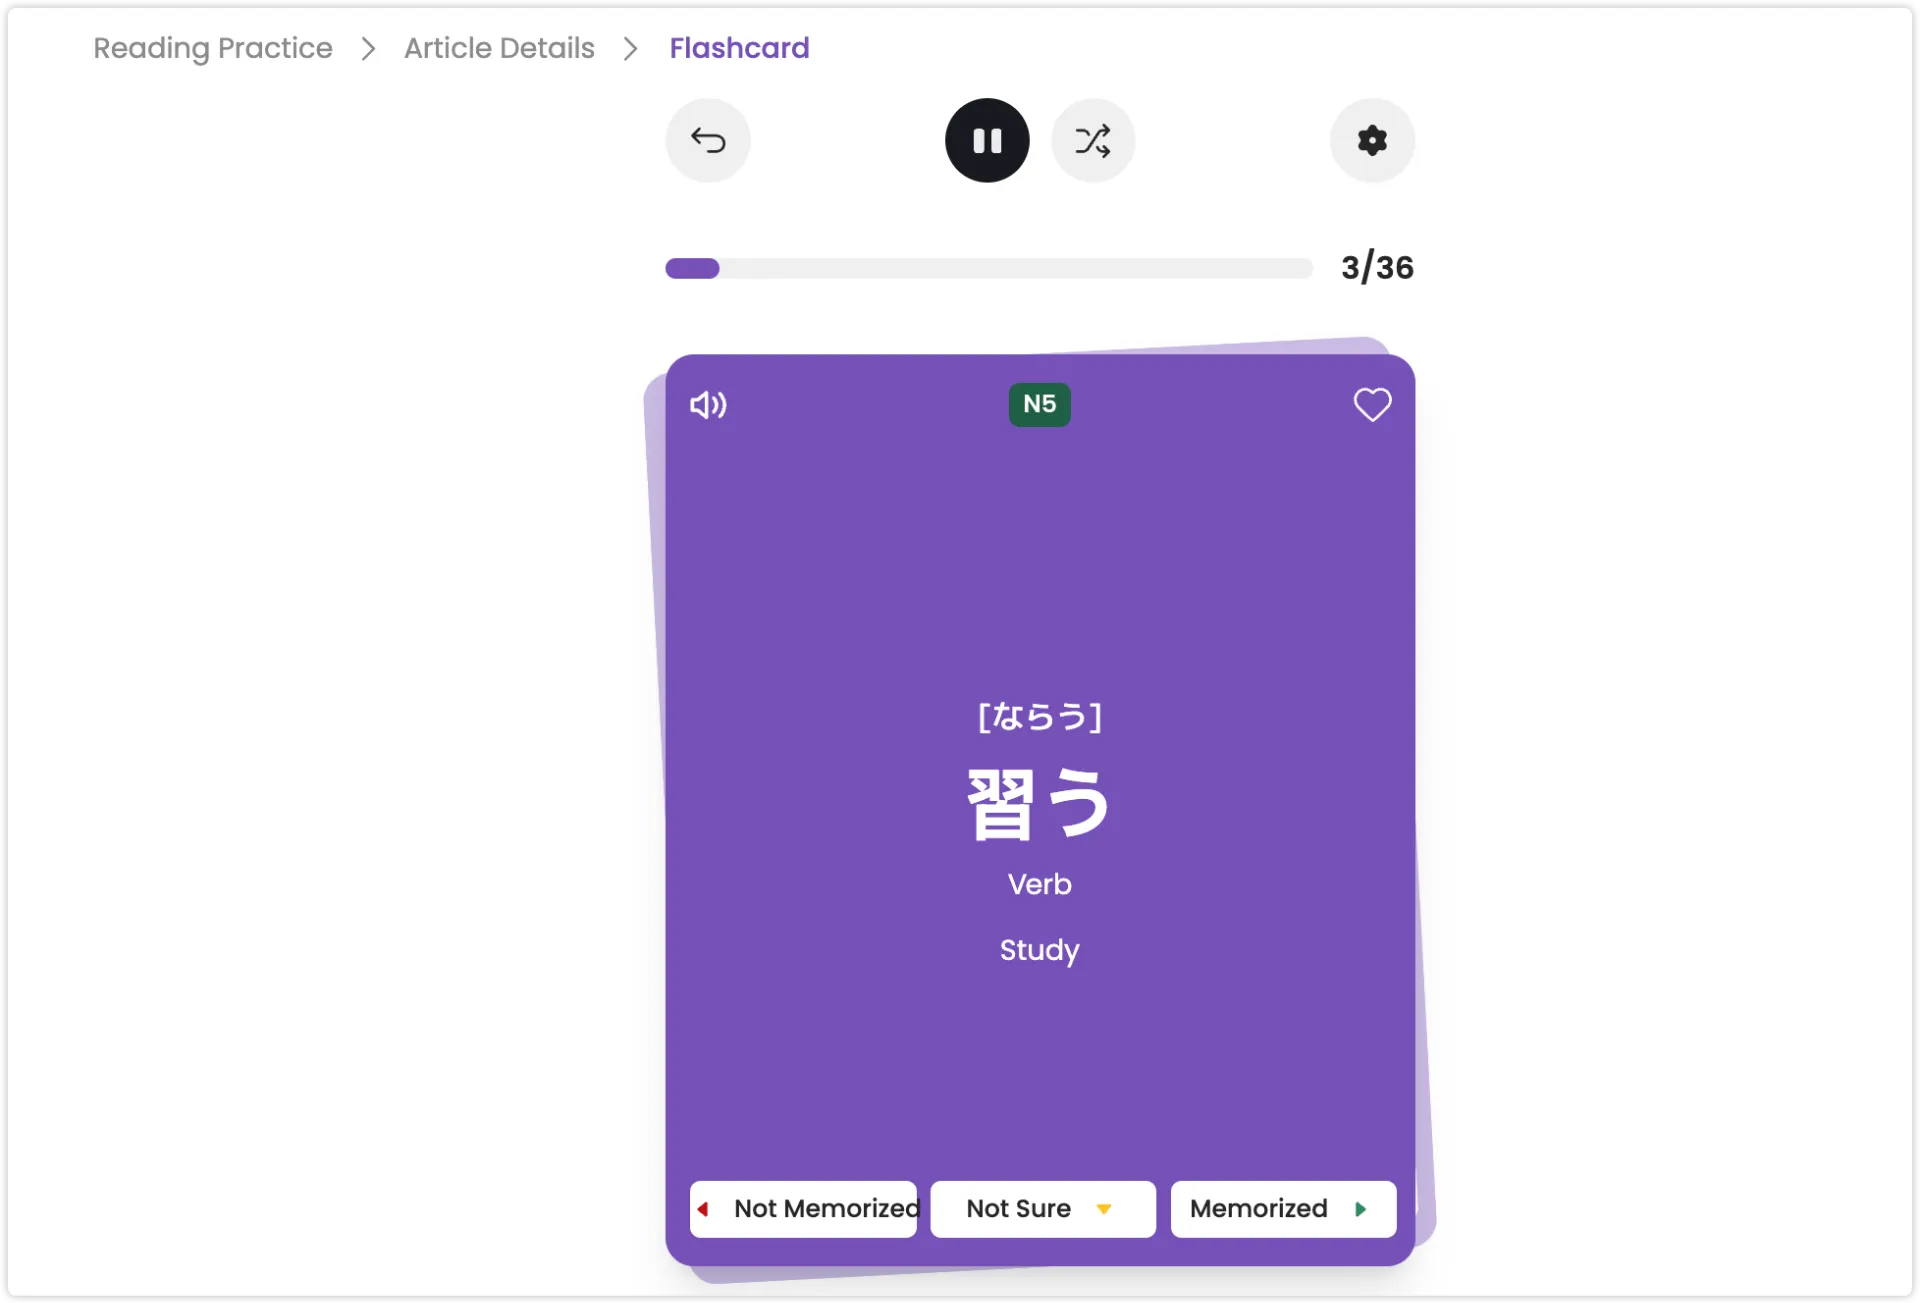 Reading Practice > Article Details > Flashcard
3/36
N5
[ならう]
習う
Verb
Study
Not Memorized Not Sure Memorized